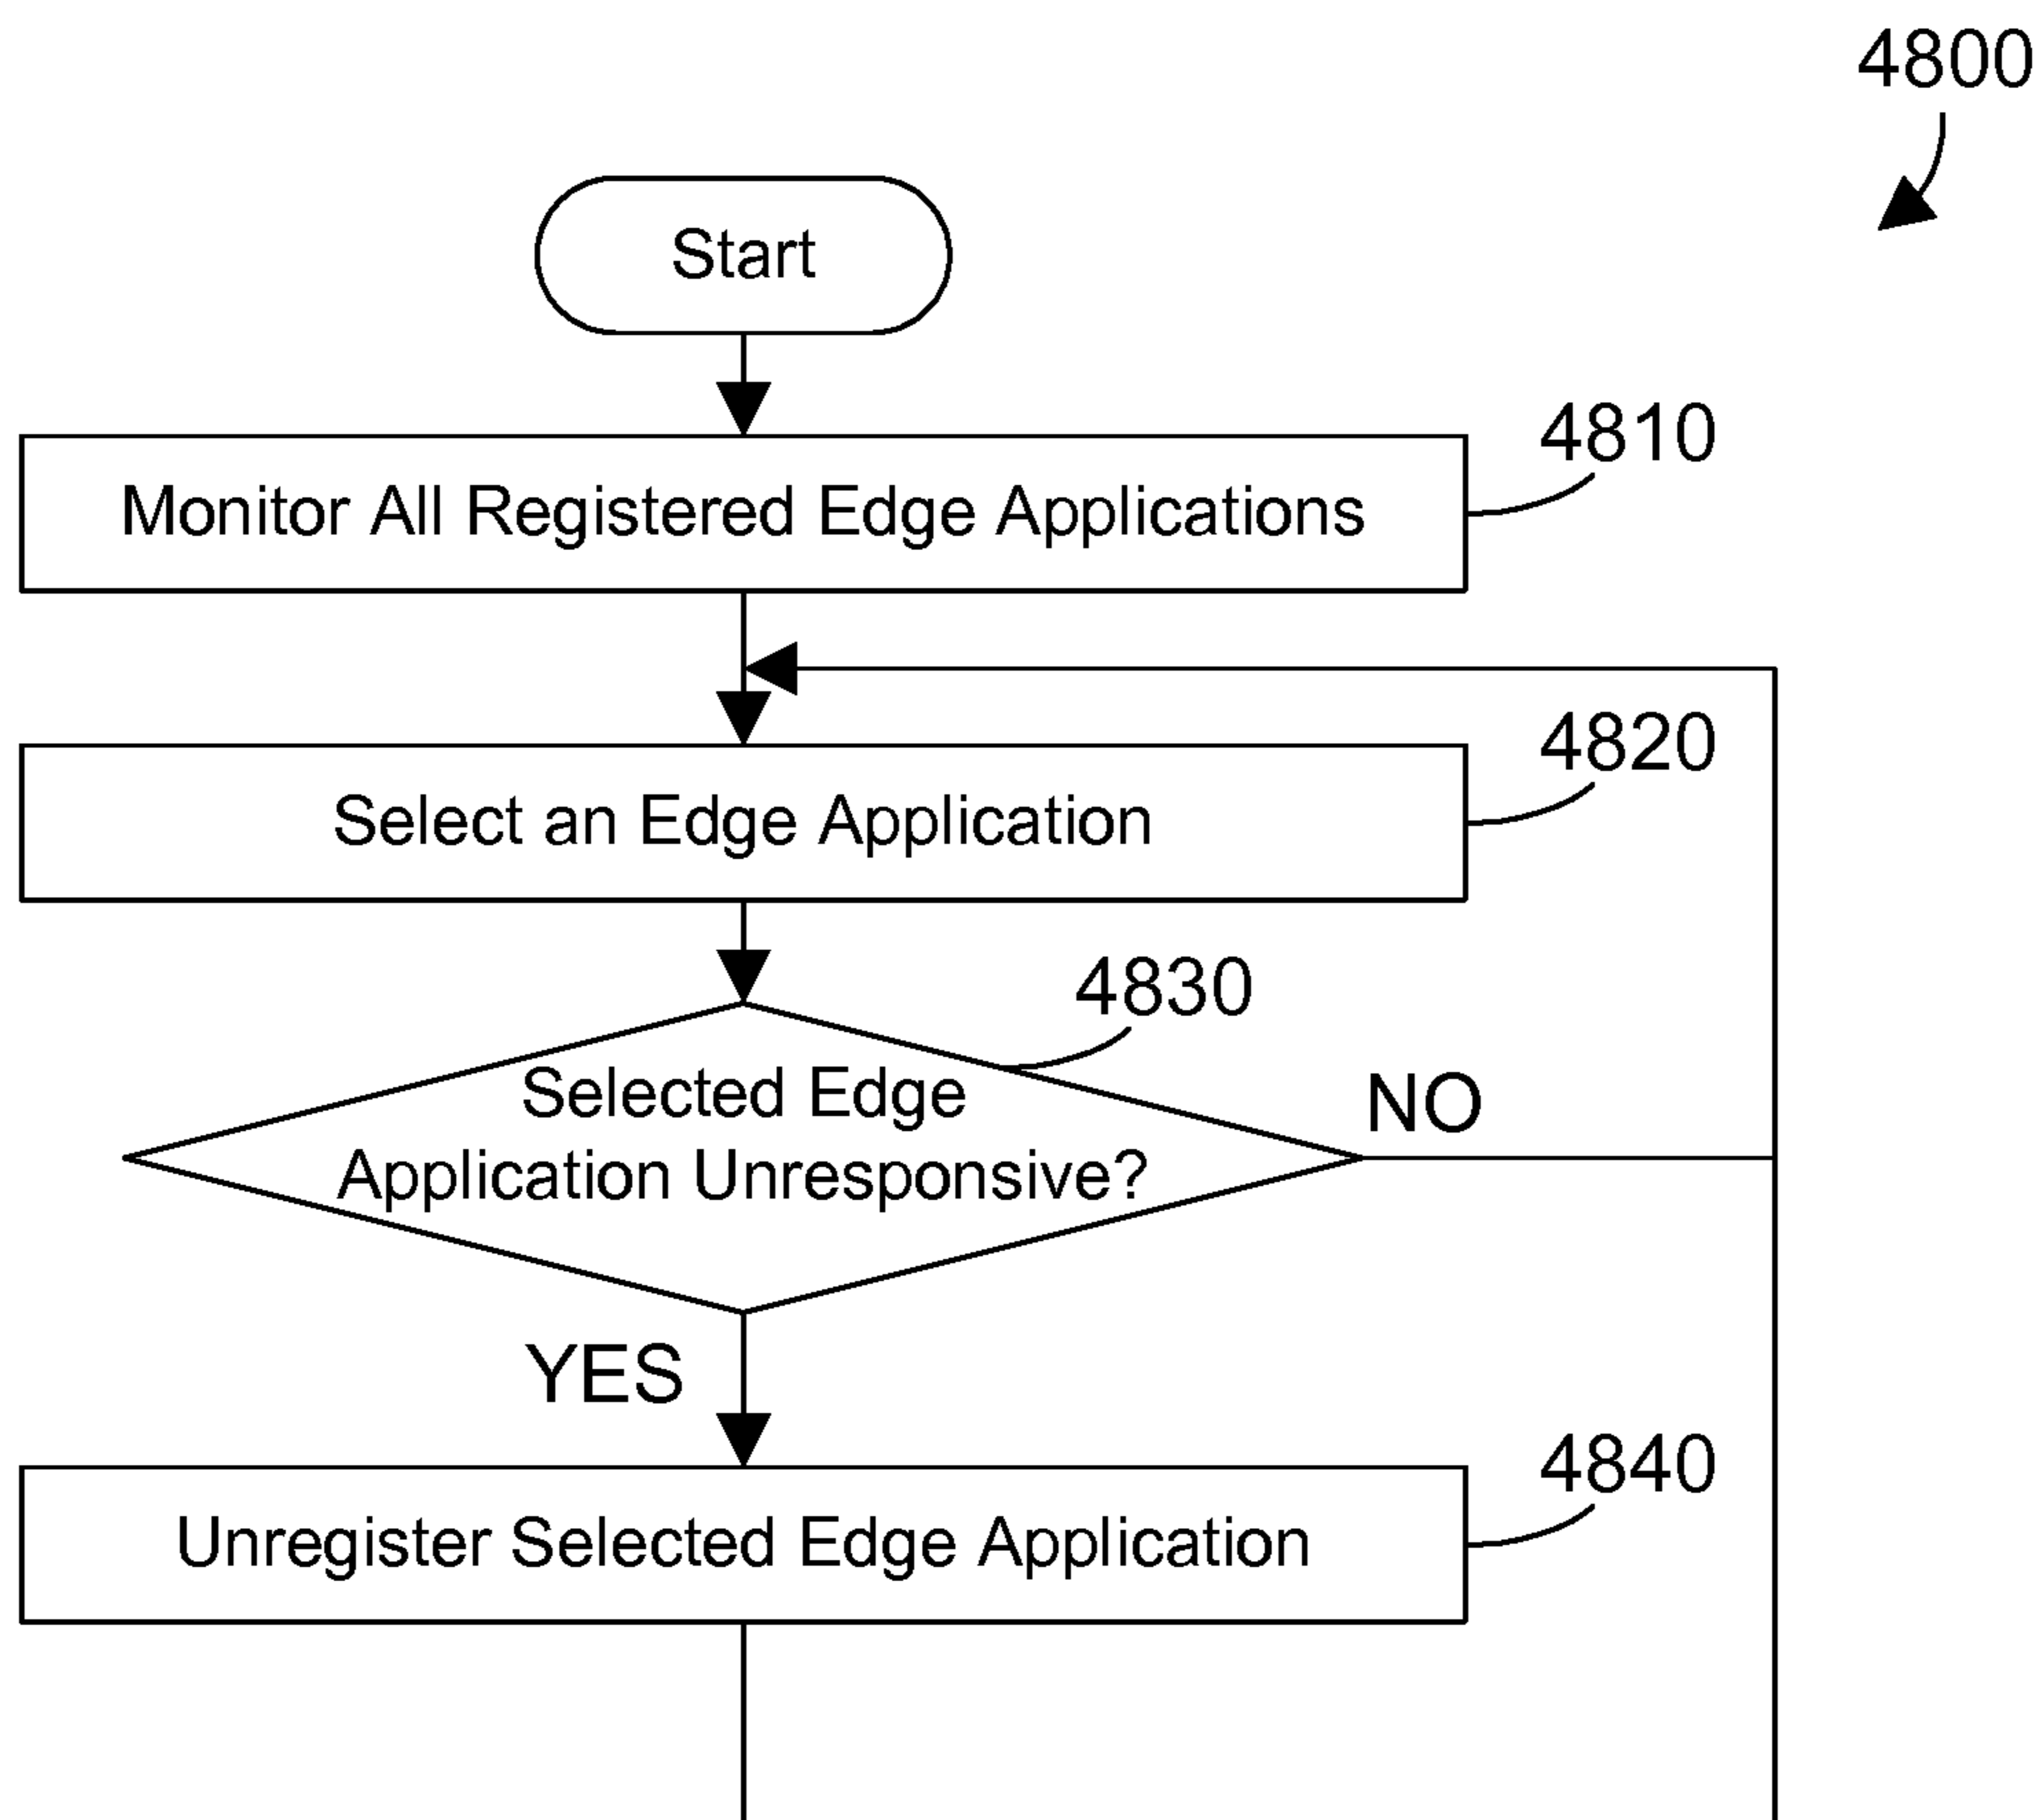 4800
Start
4810
Monitor All Registered Edge Applications
4820
Select an Edge Application
4830
Selected Edge
Application Unresponsive?
NO
YES
4840
Unregister Selected Edge Application